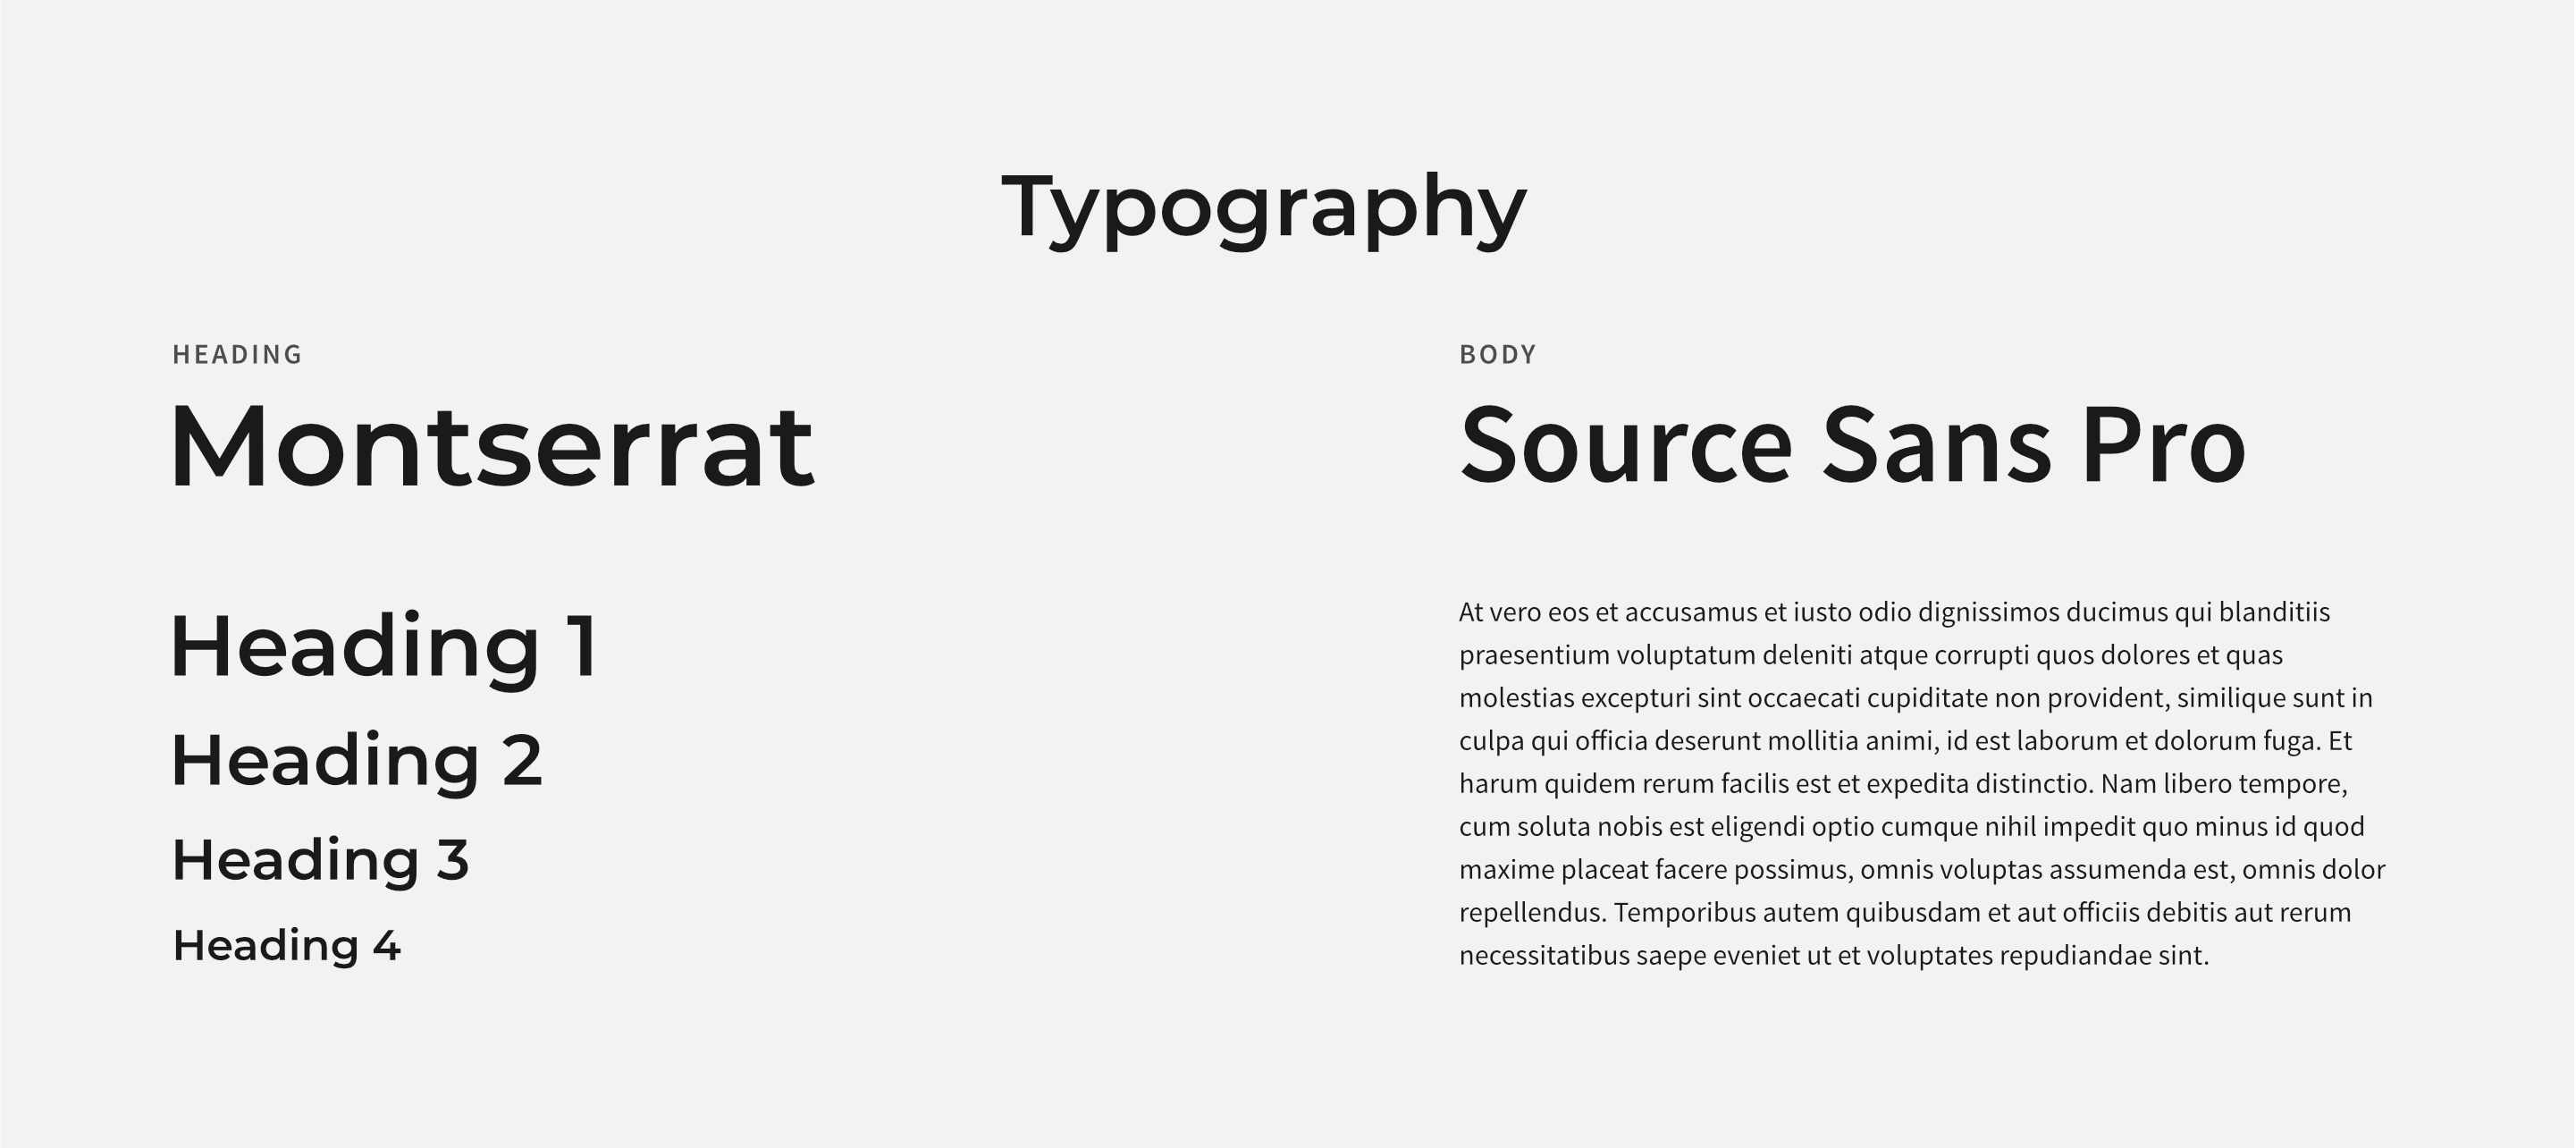 Typography
HEADING
Montserrat
Heading 1
Heading 2
Heading 3
Heading 4
BODY
Source Sans Pro
At vero eos et accusamus et iusto odio dignissimos ducimus qui blanditiis
praesentium voluptatum deleniti atque corrupti quos dolores et quas
molestias excepturi sint occaecati cupiditate non provident, similique sunt in
culpa qui officia deserunt mollitia animi, id est laborum et dolorum fuga. Et
harum quidem rerum facilis est et expedita distinctio. Nam libero tempore,
cum soluta nobis est eligendi optio cumque nihil impedit quo minus id quod
maxime placeat facere possimus, omnis voluptas assumenda est, omnis dolor
repellendus. Temporibus autem quibusdam et aut officiis debitis aut rerum
necessitatibus saepe eveniet ut et voluptates repudiandae sint.